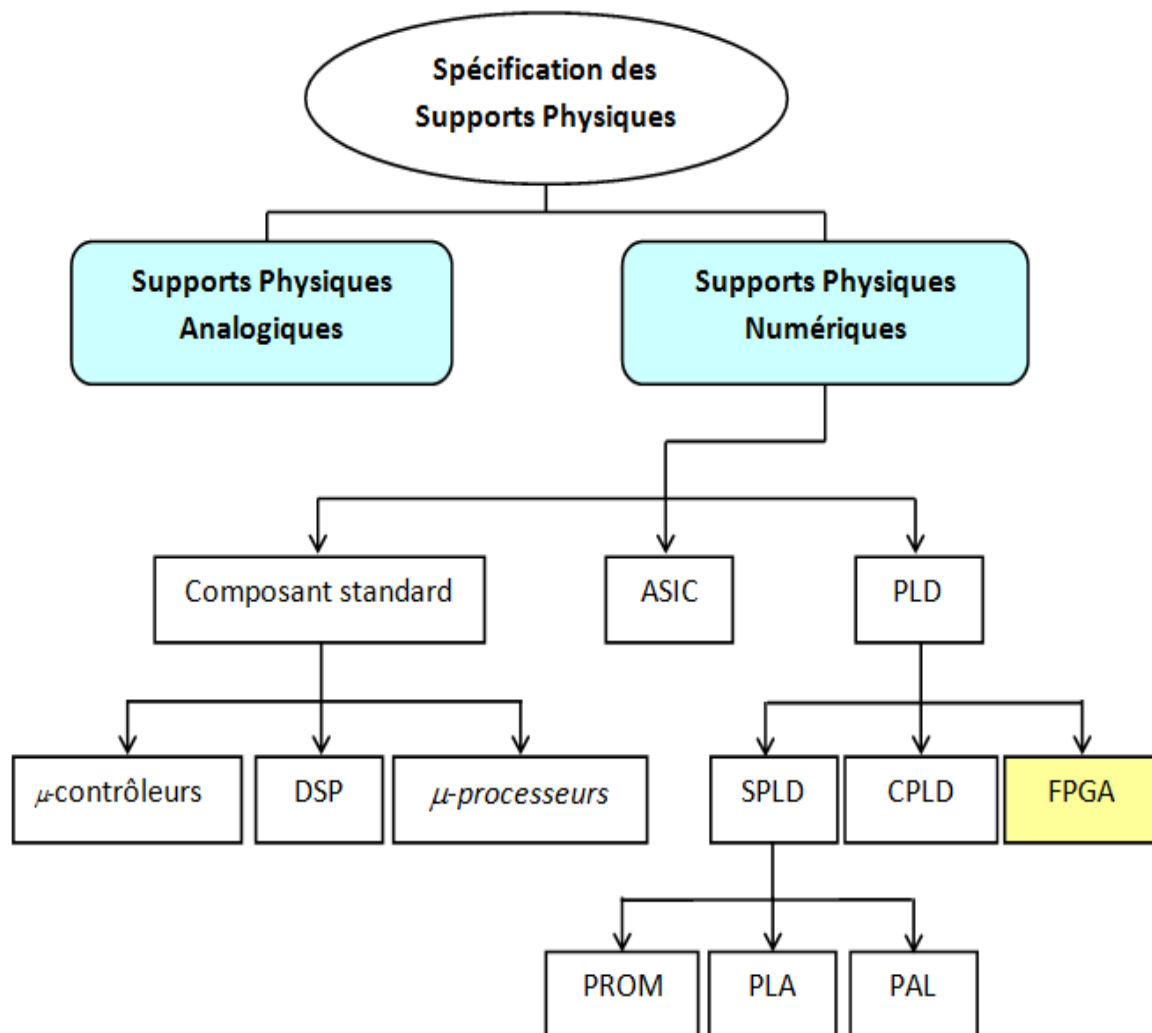 Spécification des
Supports Physiques
Supports Physiques
Analogiques
Supports Physiques
Numériques
Composant standard
ASIC
PLD
μ-contrôleurs
DSP
μ-processeurs
SPLD
CPLD
FPGA
PROM
PLA
PAL